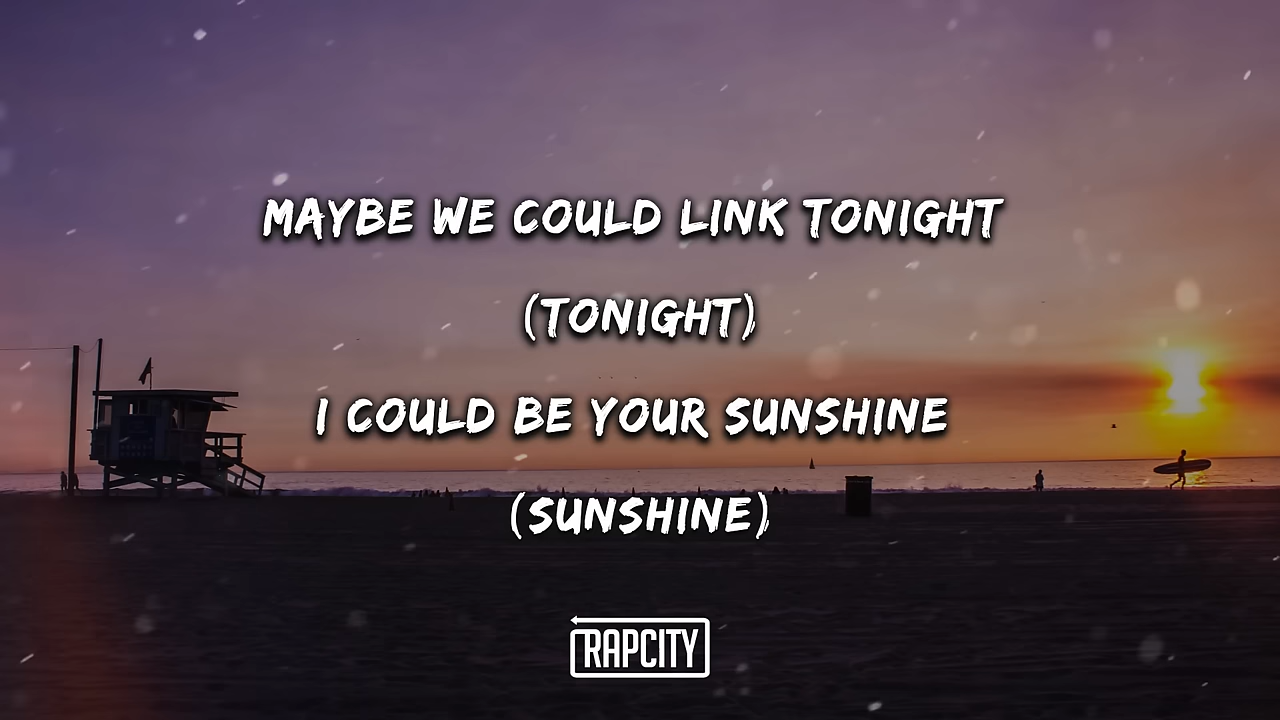 MAYBE WE COULD LINK TONIGHT
(TONIGHT)
I COULD BE YOUR SUNSHINE
(SUNSHINE)
RAPCITY